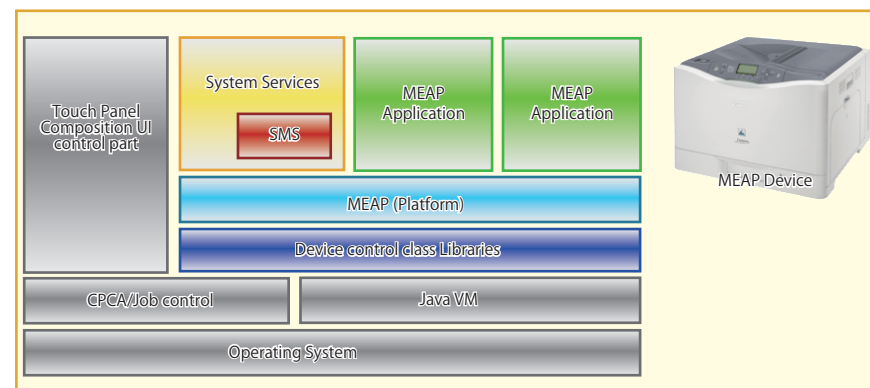 Touch Panel
Composition UI
control part
System Services
SMS
MEAP
Application
MEAP
Application
MEAP Device
MEAP (Platform)
Device control class Libraries
CPCA/Job control
Java VM
Operating System